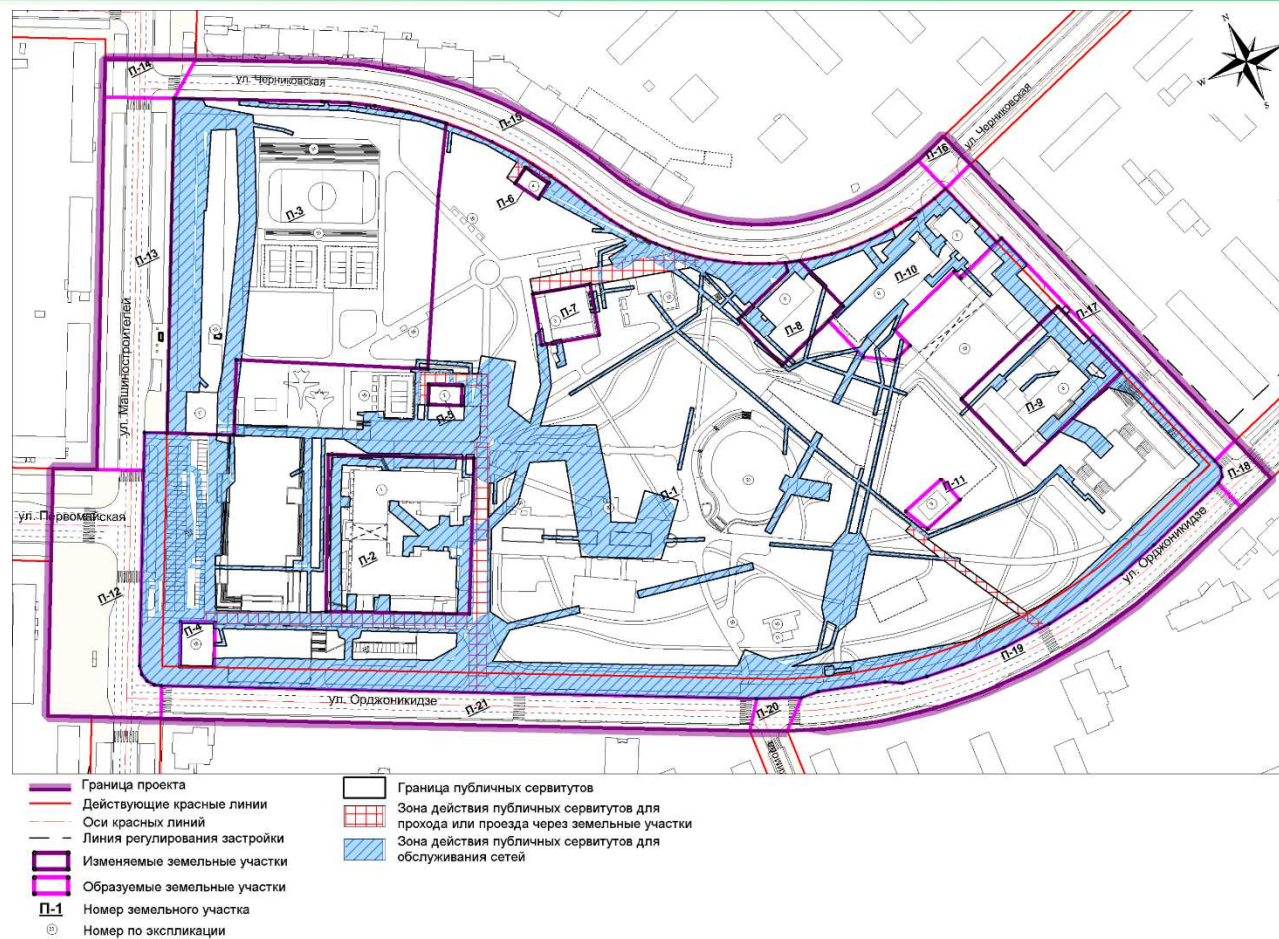 N
W
S
П-14
ул. Черниковская
П-15
ул. Черниковская
П-16
П-6
П-3
П-10
П-13
П-7
П-8
П-17
ул. Машиностроителей
П-9
П-5
П-18
П-11
П-1
ул. Первомайская
П-2
ул. Орджоникидзе
П-12
П-4
П-19
ул. Орджоникидзе
П-21
П-20
Граница проекта
Действующие красные линии
Оси красных линий
Линия регулирования застройки
Изменяемые земельные участки
Образуемые земельные участки
П-1 Номер земельного участка
Номер по экспликации
Граница публичных сервитутов
Зона действия публичных сервитутов для
прохода или проезда через земельные участки
Зона действия публичных сервитутов для
обслуживания сетей